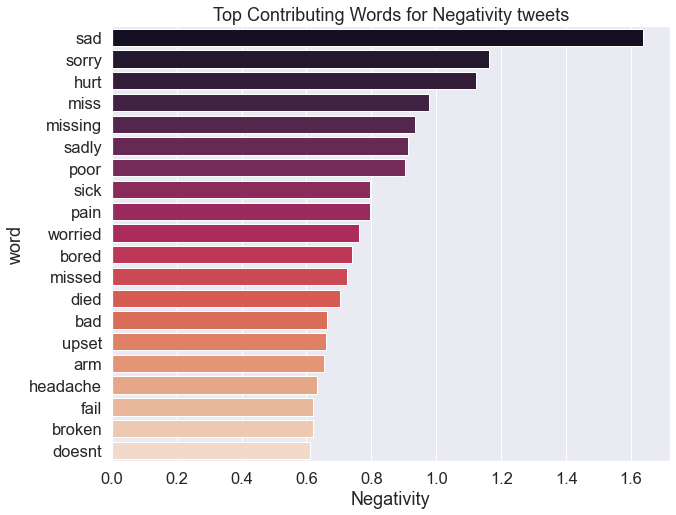 Top Contributing Words for Negativity tweets
word
sad
sorry
hurt
miss
missing
sadly
poor
sick
pain
worried
bored
missed
died
bad
upset
arm
headache
fail
broken
doesnt
0.0 0.2 0.4 0.6 0.8 1.0 1.2 1.4 1.6
Negativity